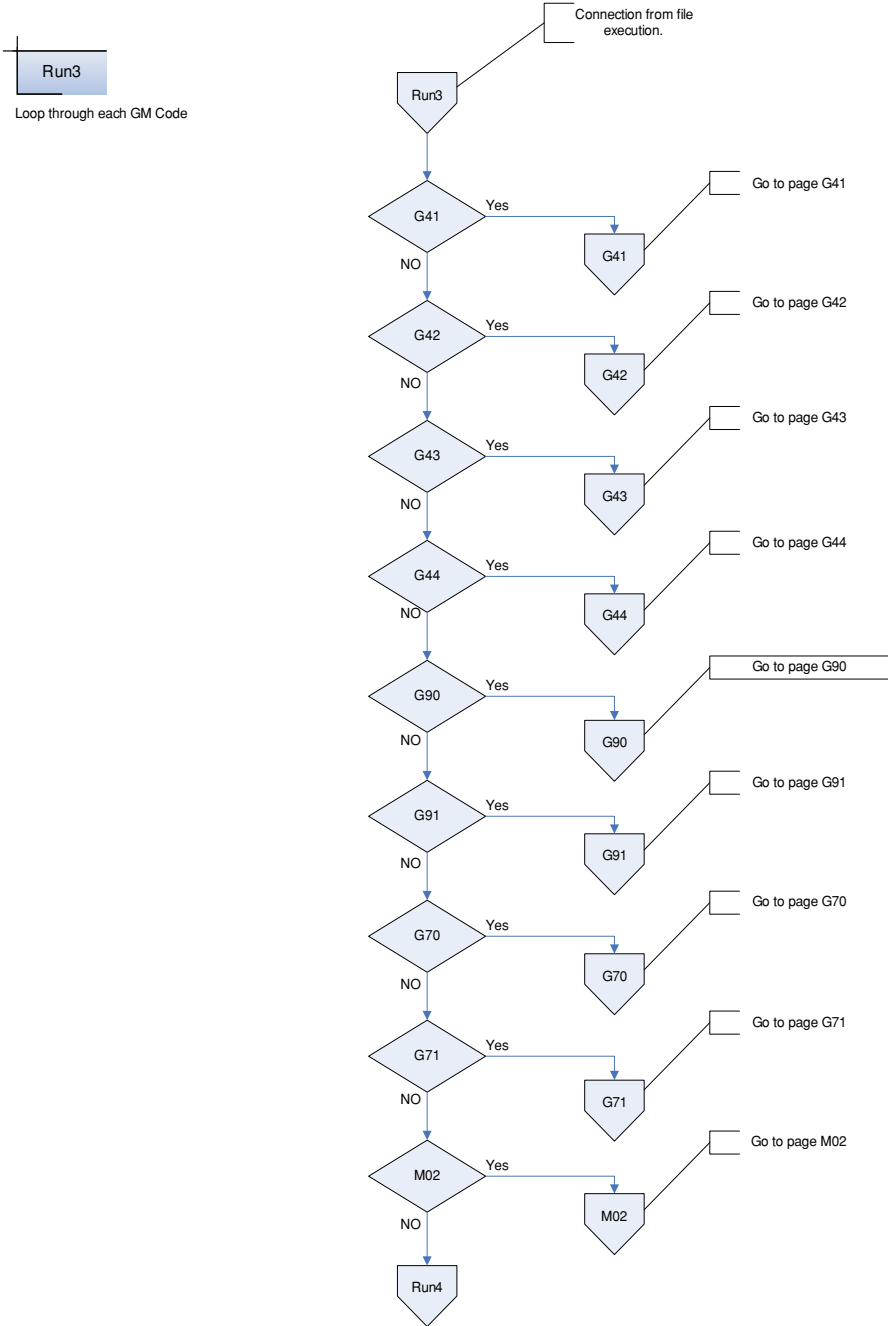 Connection from file
execution.
Run3
Loop through each GM Code
Run3
G41
Yes
Go to page G41
G41
NO
G42
Yes
Go to page G42
G42
NO
G43
Yes
Go to page G43
G43
NO
G44
Yes
Go to page G44
G44
NO
G90
Yes
Go to page G90
G90
NO
G91
Yes
Go to page G91
G91
NO
G70
Yes
Go to page G70
G70
NO
G71
Yes
Go to page G71
G71
NO
M02
Yes
Go to page M02
M02
NO
Run4